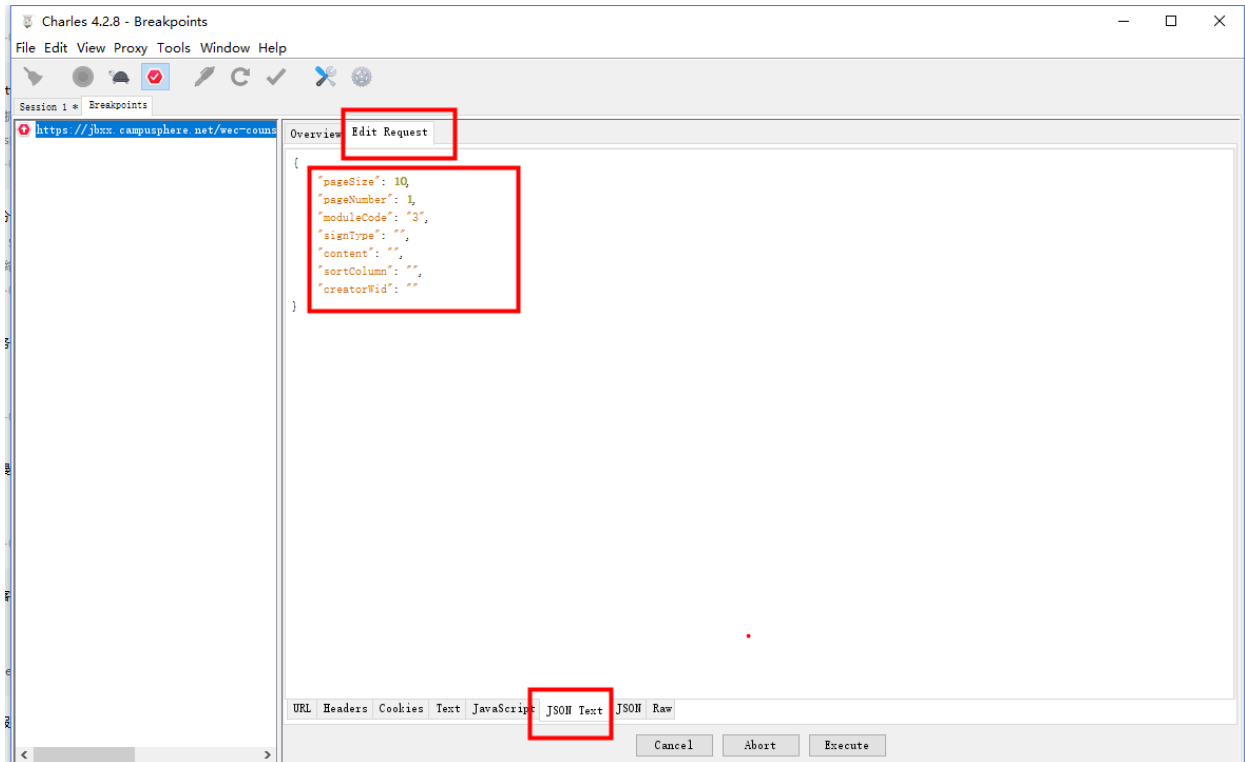 Charles 4.2.8 - Breakpoints
File Edit View Proxy Tools Window Help
Session 1 * Breakpoints
https://jbxx.campusphere.net/wec-couns
Overview Edit Request
{
"pageSize": 10,
"pageNumber": 1,
"moduleCode": "3",
"signType": "",
"content": "",
"sortColumn": "",
"creatorWid": ""
}
URL Headers Cookies Text JavaScript JSON Text JSON Raw
Cancel Abort Execute